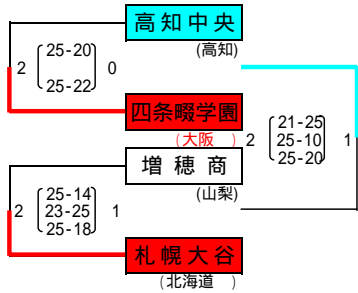 高知中央
(高知)
2 25-20 0
25-22
四条畷学園
(大阪 )
2 21-25 1
25-10
25-20
増穂商
(山梨)
2 25-14 1
23-25
25-18
札幌大谷
(北海道 )